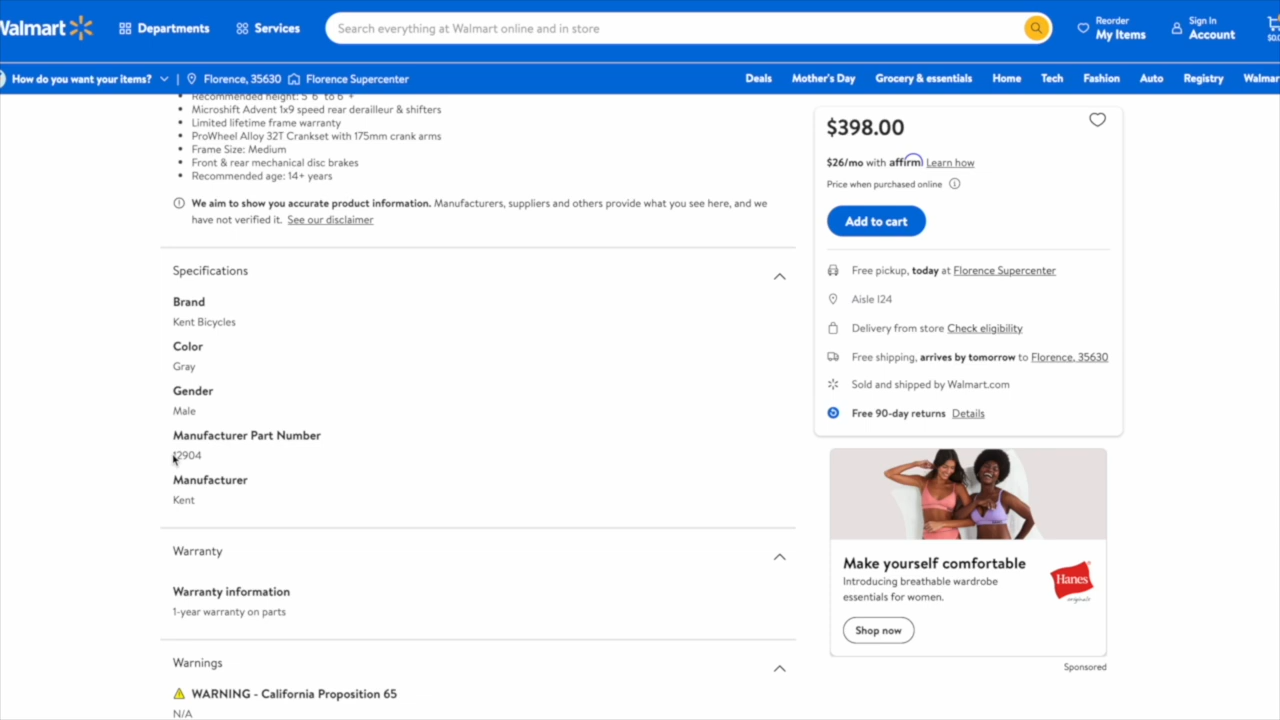 Walmart
Departments
Services
Search everything at Walmart online and in store
Reorder
My Items
Sign In
Account
How do you want your items?
Florence, 35630
Florence Supercenter
Deals
Mother's Day
Grocery & essentials
Home
Tech
Fashion
Auto
Registry
Walmar
Recommended height: 5'6" to 6'+
Microshift Advent 1x9 speed rear derailleur & shifters
Limited lifetime frame warranty
ProWheel Alloy 32T Crankset with 175mm crank arms
Frame Size: Medium
Front & rear mechanical disc brakes
Recommended age: 14+ years
We aim to show you accurate product information. Manufacturers, suppliers and others provide what you see here, and we
have not verified it. See our disclaimer
Specifications
Brand
Kent Bicycles
Color
Gray
Gender
Male
Manufacturer Part Number
12904
Manufacturer
Kent
Warranty
Warranty information
1-year warranty on parts
Warnings
WARNING - California Proposition 65
N/A
$398.00
$26/mo with affirm Learn how
Price when purchased online
Add to cart
Free pickup, today at Florence Supercenter
Aisle I24
Delivery from store Check eligibility
Free shipping, arrives by tomorrow to Florence, 35630
Sold and shipped by Walmart.com
Free 90-day returns Details
Make yourself comfortable
Introducing breathable wardrobe
essentials for women.
Hanes
originals
Shop now
Sponsored